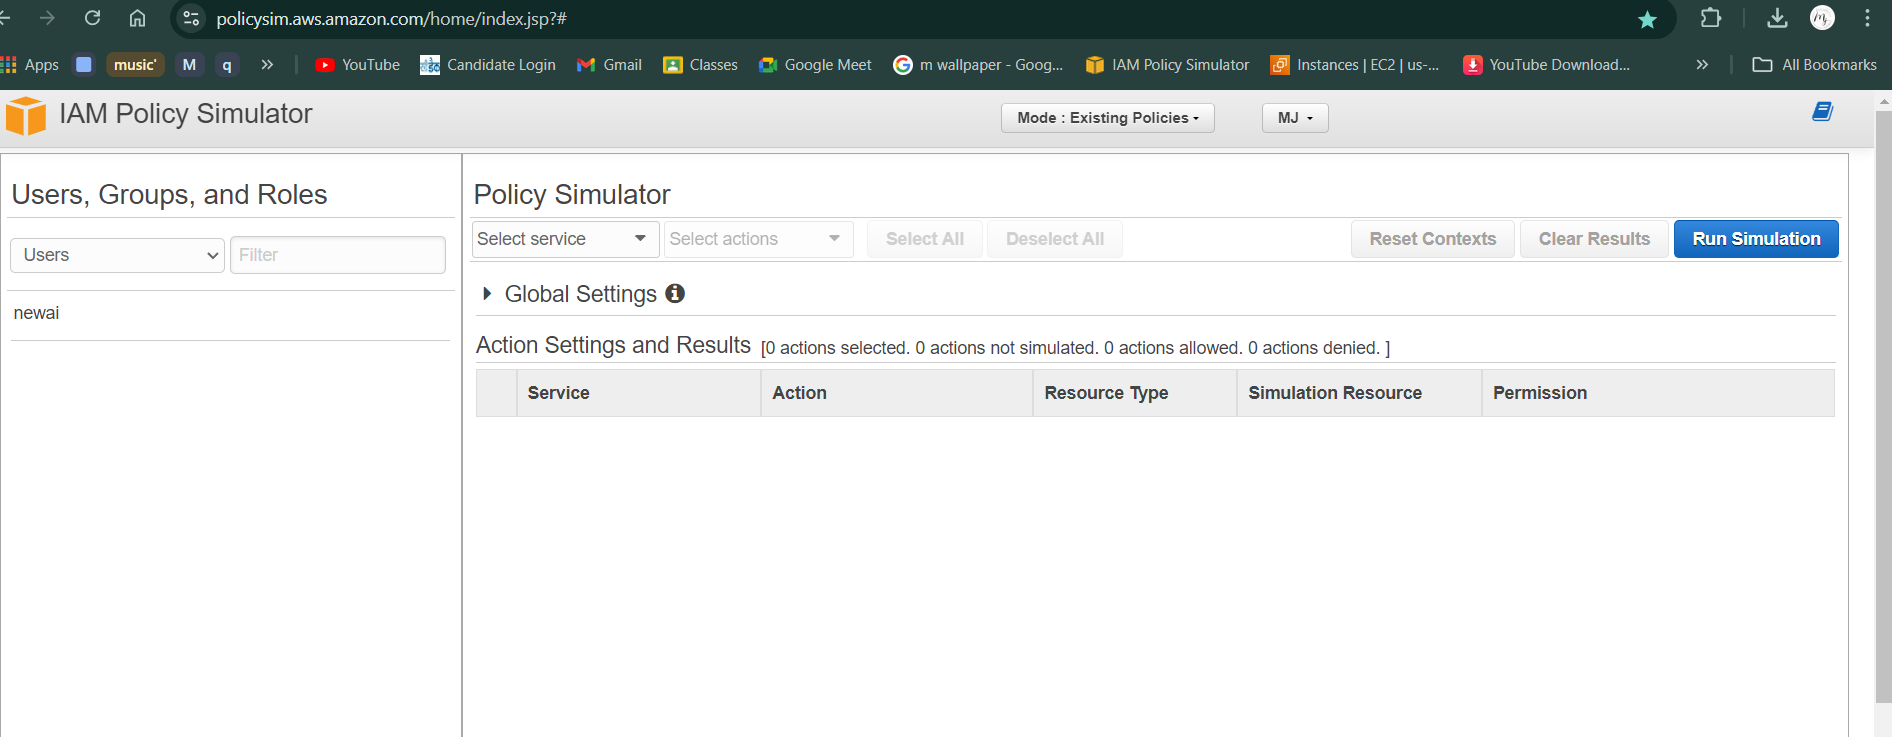 policysim.aws.amazon.com/home/index.jsp?#
Apps music' M q » YouTube Candidate Login Gmail Classes Google Meet m wallpaper - Goog... IAM Policy Simulator Instances | EC2 | us-... YouTube Download... » All Bookmarks
IAM Policy Simulator
Mode : Existing Policies
MJ
Users, Groups, and Roles
Users Filter
newai
Policy Simulator
Select service Select actions Select All Deselect All Reset Contexts Clear Results Run Simulation
Global Settings
Action Settings and Results [0 actions selected. 0 actions not simulated. 0 actions allowed. 0 actions denied. ]
Service Action Resource Type Simulation Resource Permission